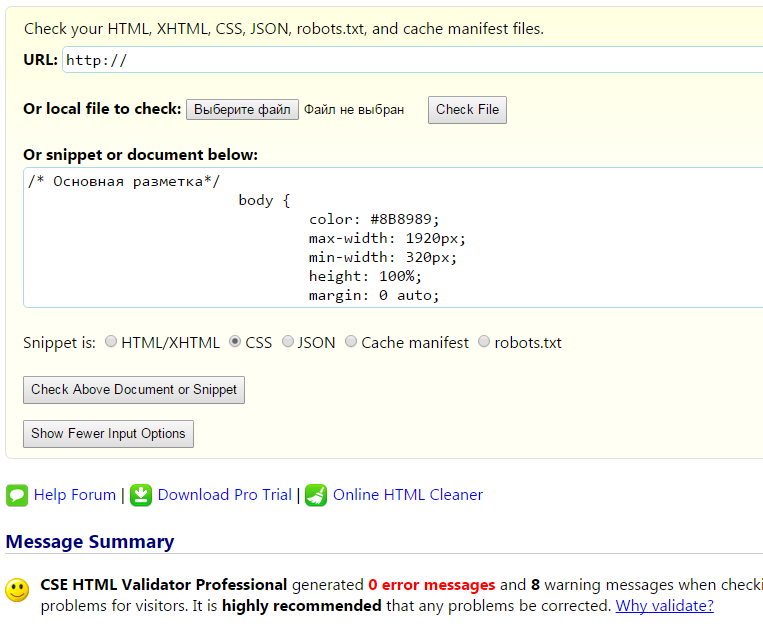 Check your HTML, XHTML, CSS, JSON, robots.txt, and cache manifest files.
URL: http://
Or local file to check: Выберите файл Файл не выбран Check File
Or snippet or document below:
/* Основная разметка*/
body {
color: #8B8989;
max-width: 1920px;
min-width: 320px;
height: 100%;
margin: 0 auto;
Snippet is: HTML/XHTML CSS JSON Cache manifest robots.txt
Check Above Document or Snippet
Show Fewer Input Options
Help Forum | Download Pro Trial | Online HTML Cleaner
Message Summary
CSE HTML Validator Professional generated 0 error messages and 8 warning messages when checki
problems for visitors. It is highly recommended that any problems be corrected. Why validate?